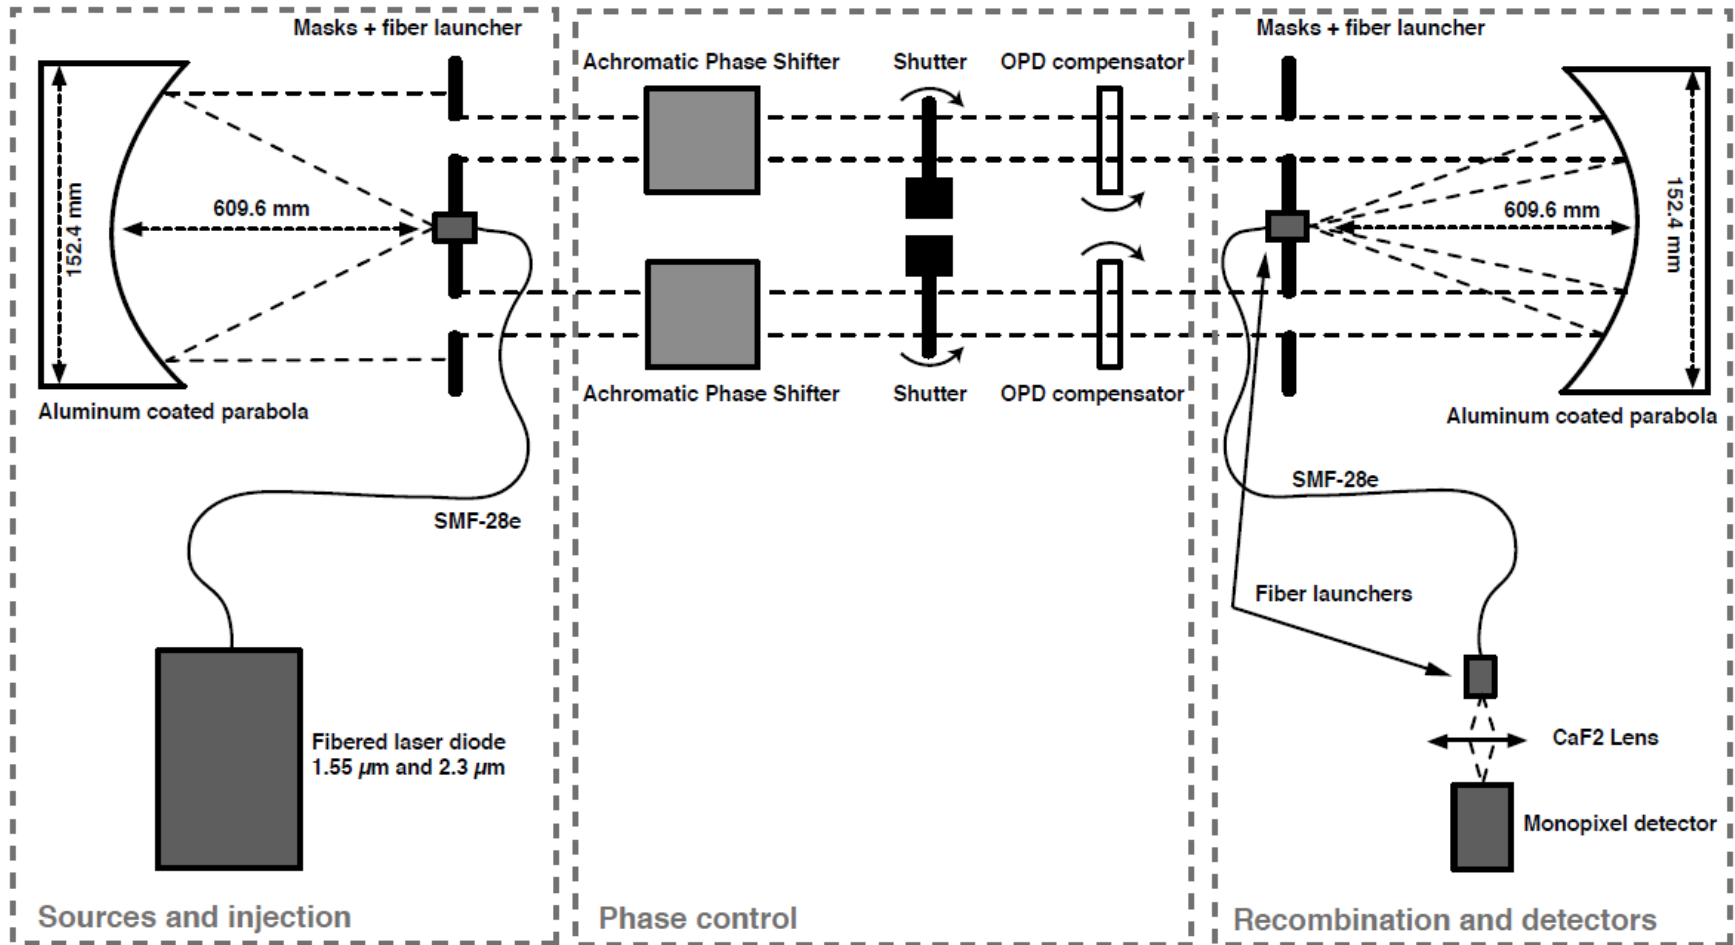 Masks + fiber launcher
152.4 mm
609.6 mm
Aluminum coated parabola
SMF-28e
Fibered laser diode
1.55 µm and 2.3 µm
Sources and injection
Achromatic Phase Shifter
Shutter
OPD compensator
Achromatic Phase Shifter
Shutter
OPD compensator
Phase control
Masks + fiber launcher
609.6 mm
152.4 mm
Aluminum coated parabola
SMF-28e
Fiber launchers
CaF2 Lens
Monopixel detector
Recombination and detectors